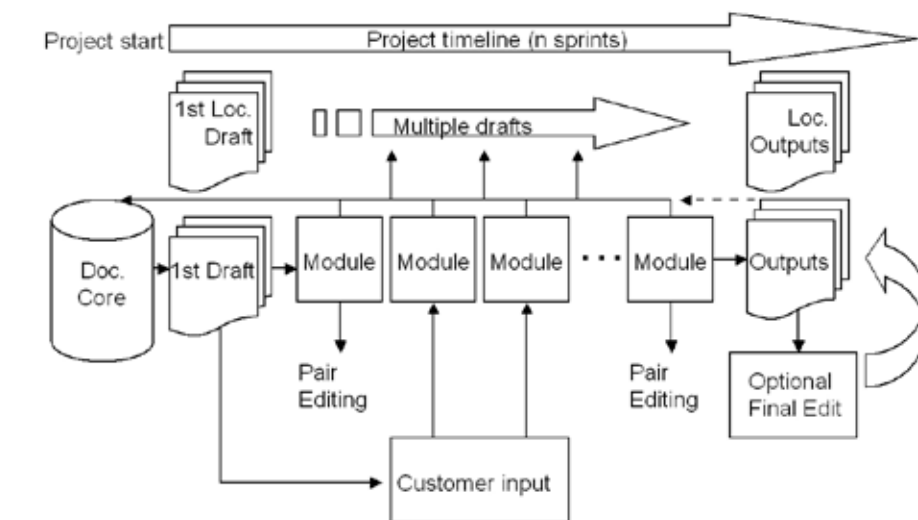 Project start
Project timeline (n sprints)
1st Loc.
Draft
Multiple drafts
Loc.
Outputs
Doc.
Core
1st Draft
Module
Module
Module
Module
Outputs
Pair
Editing
Pair
Editing
Optional
Final Edit
Customer input